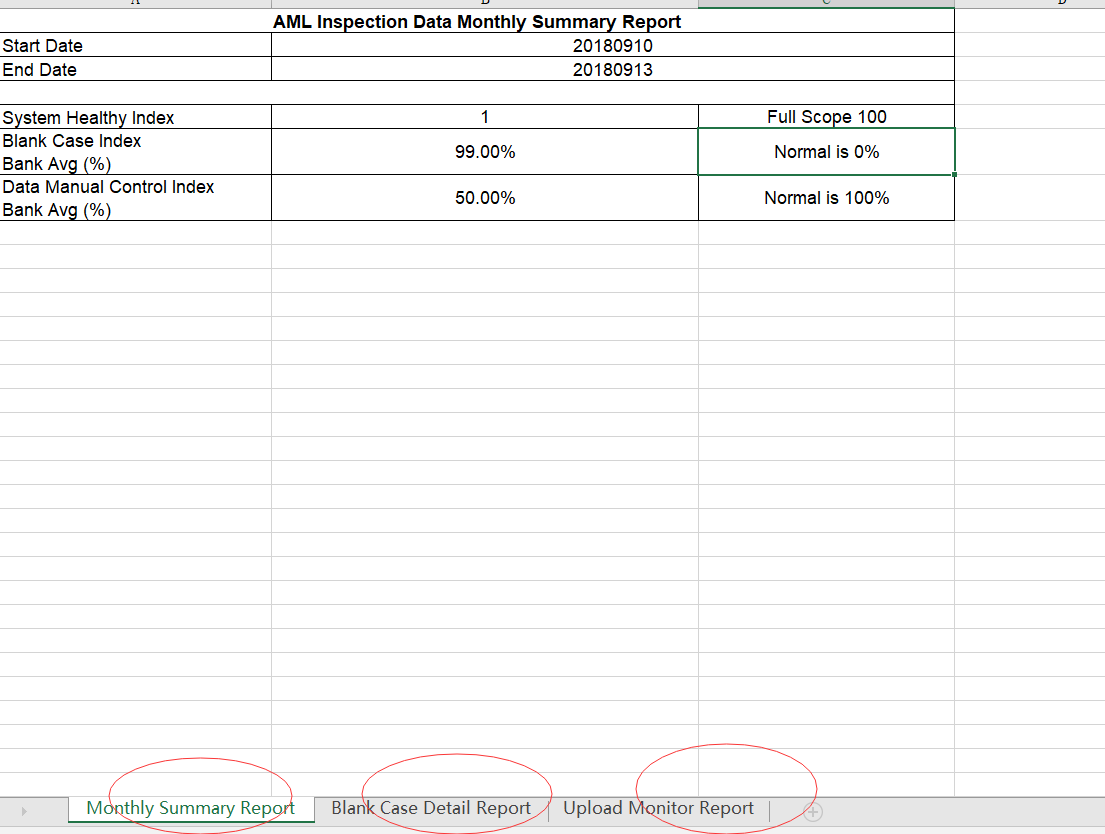 A B C D
AML Inspection Data Monthly Summary Report
Start Date 20180910
End Date 20180913
System Healthy Index 1 Full Scope 100
Blank Case Index
Bank Avg (%) 99.00% Normal is 0%
Data Manual Control Index
Bank Avg (%) 50.00% Normal is 100%
Monthly Summary Report Blank Case Detail Report Upload Monitor Report